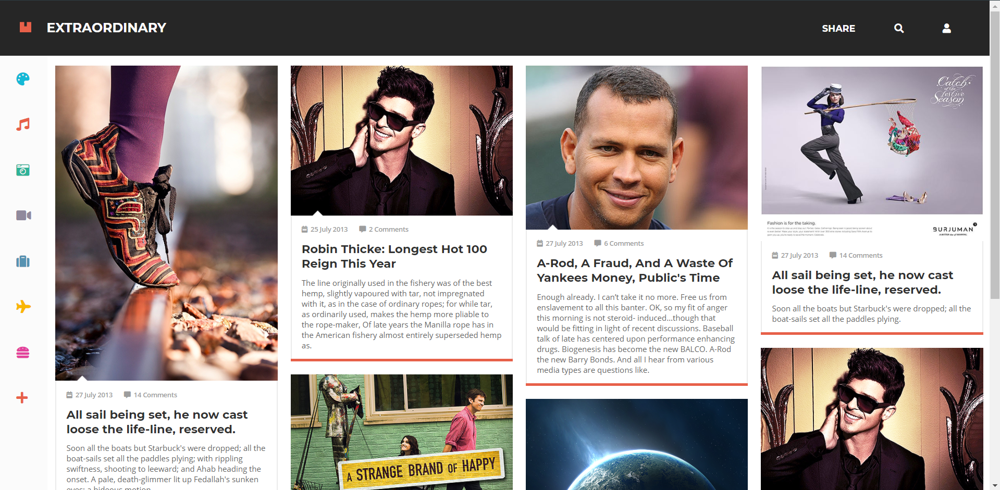 EXTRAORDINARY
SHARE
27 July 2013
14 Comments
All sail being set, he now cast
loose the life-line, reserved.
Soon all the boats but Starbuck's were dropped; all the
boat-sails set all the paddles plying; with rippling
swiftness, shooting to leeward; and Ahab heading the
onset. A pale, death-glimmer lit up Fedallah's sunken
eyes; a hideous motion
25 July 2013
2 Comments
Robin Thicke: Longest Hot 100
Reign This Year
The line originally used in the fishery was of the best
hemp, slightly vapoured with tar, not impregnated
with it, as in the case of ordinary ropes; for while tar,
as ordinarily used, makes the hemp more pliable to
the rope-maker, Of late years the Manilla rope has in
the American fishery almost entirely superseded hemp
as.
A STRANGE BRAND OF HAPPY
27 July 2013
6 Comments
A-Rod, A Fraud, And A Waste Of
Yankees Money, Public's Time
Enough already. I can’t take it no more. Free us from
enslavement to all this banter. OK, so my fit of anger
this morning is not steroid- induced...though that
would be fitting in light of recent discussions. Baseball
talk of late has centered upon performance enhancing
drugs. Biogenesis has become the new BALCO. A-Rod
the new Barry Bonds. And all I hear from various
media types are questions like.
Catch
of the
festive
Season
Fashion is for the taking.
BURJUMAN
27 July 2013
14 Comments
All sail being set, he now cast
loose the life-line, reserved.
Soon all the boats but Starbuck's were dropped; all the
boat-sails set all the paddles plying.